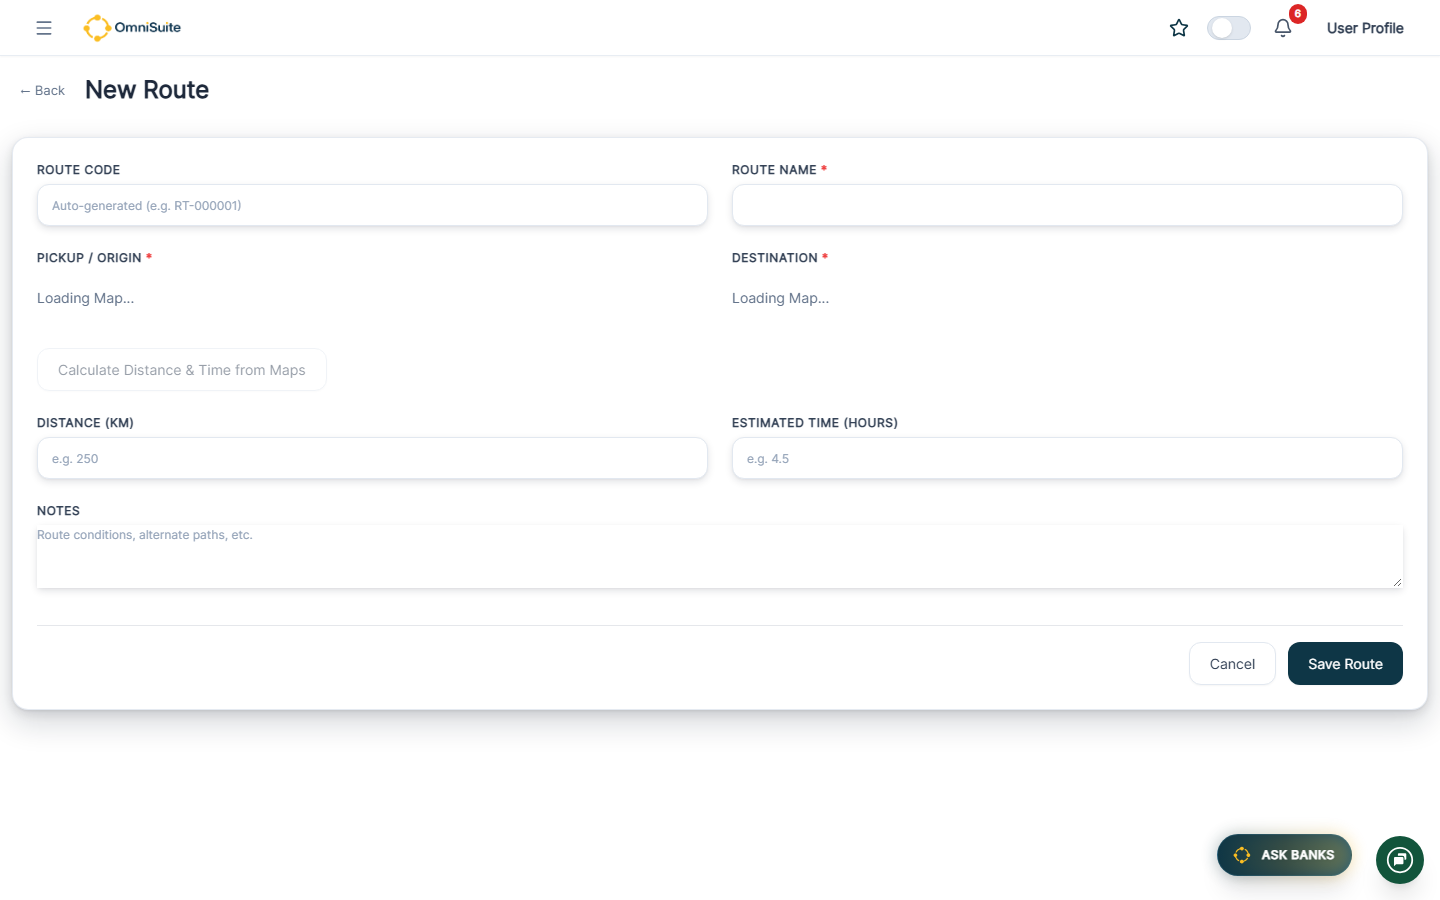 OmniSuite
6
User Profile
← Back
New Route
ROUTE CODE
ROUTE NAME *
Auto-generated (e.g. RT-000001)
PICKUP / ORIGIN *
DESTINATION *
Loading Map...
Loading Map...
Calculate Distance & Time from Maps
DISTANCE (KM)
ESTIMATED TIME (HOURS)
e.g. 250
e.g. 4.5
NOTES
Route conditions, alternate paths, etc.
Cancel
Save Route
ASK BANKS